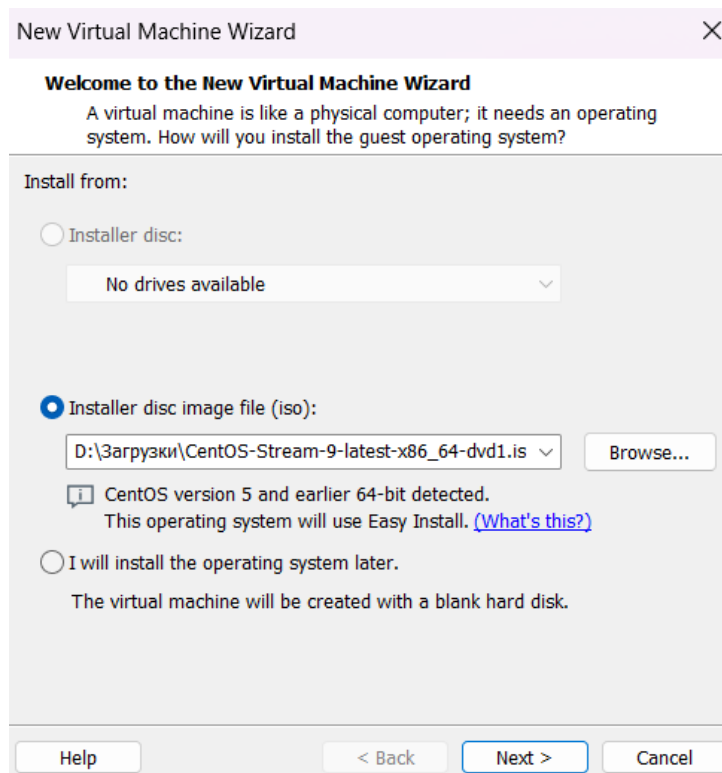 New Virtual Machine Wizard
Welcome to the New Virtual Machine Wizard
A virtual machine is like a physical computer; it needs an operating
system. How will you install the guest operating system?
Install from:
Installer disc:
No drives available
Installer disc image file (iso):
D:\Загрузки\CentOS-Stream-9-latest-x86_64-dvd1.is
Browse...
CentOS version 5 and earlier 64-bit detected.
This operating system will use Easy Install. (What's this?)
I will install the operating system later.
The virtual machine will be created with a blank hard disk.
Help
< Back
Next >
Cancel